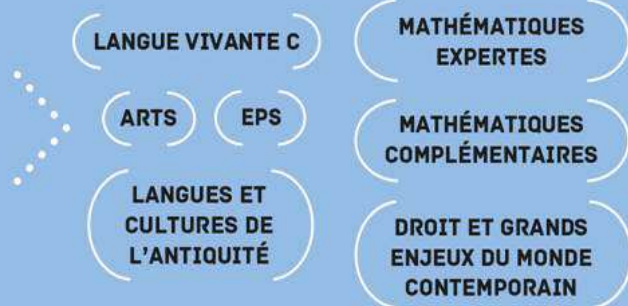 LANGUE VIVANTE C
ARTS
EPS
LANGUES ET
CULTURES DE
L'ANTIQUITÉ
MATHÉMATIQUES
EXPERTES
MATHÉMATIQUES
COMPLÉMENTAIRES
DROIT ET GRANDS
ENJEUX DU MONDE
CONTEMPORAIN